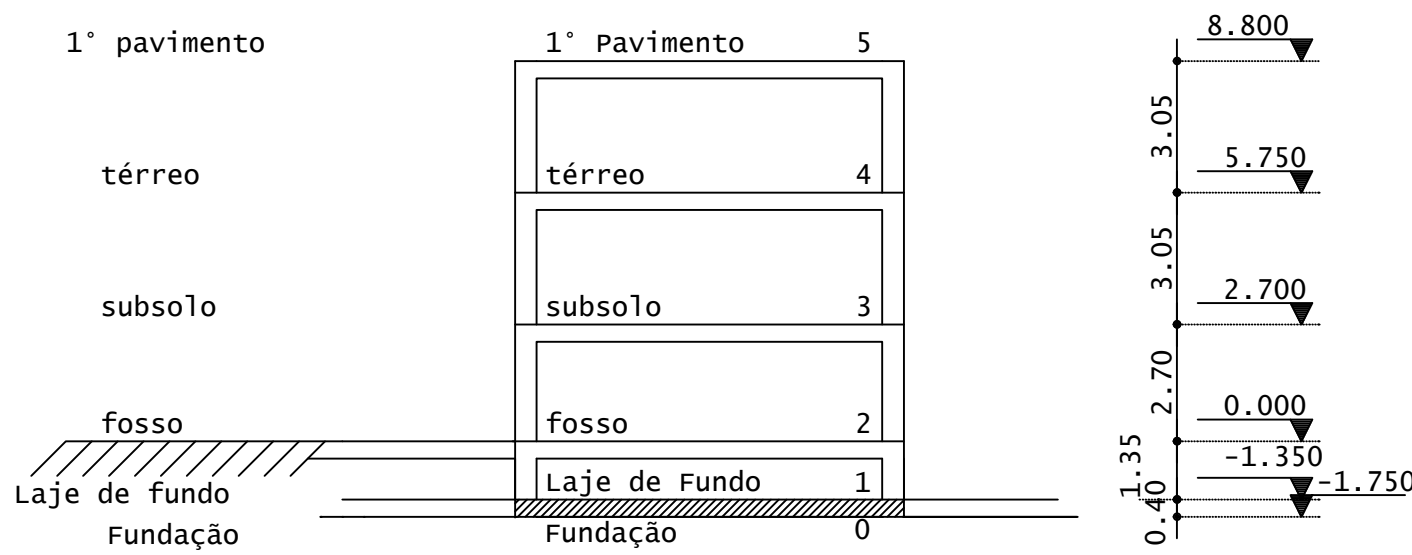 1° pavimento
1° Pavimento 5
8.800
3.05
térreo
térreo 4
5.750
3.05
subsolo
subsolo 3
2.700
2.70
fosso
fosso 2
0.000
1.35
-1.350
Laje de fundo
Laje de Fundo 1
-1.750
0.40
Fundação
Fundação 0